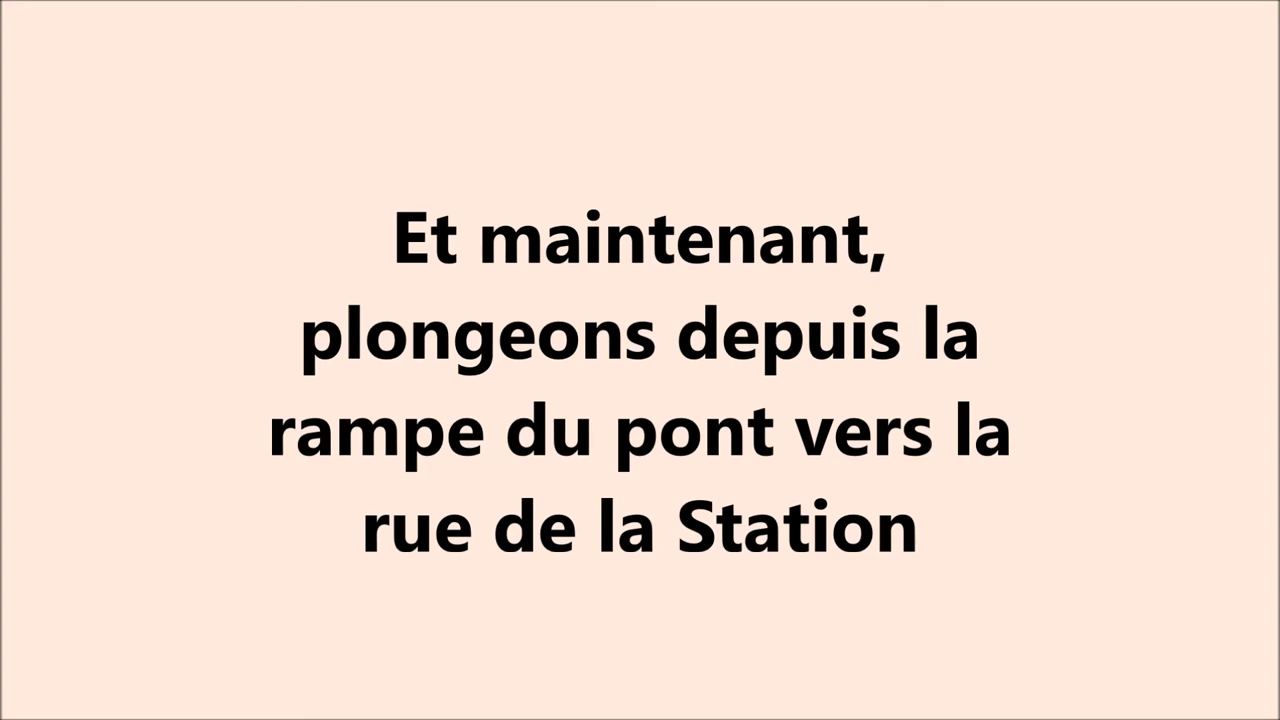 Et maintenant,
plongeons depuis la
rampe du pont vers la
rue de la Station